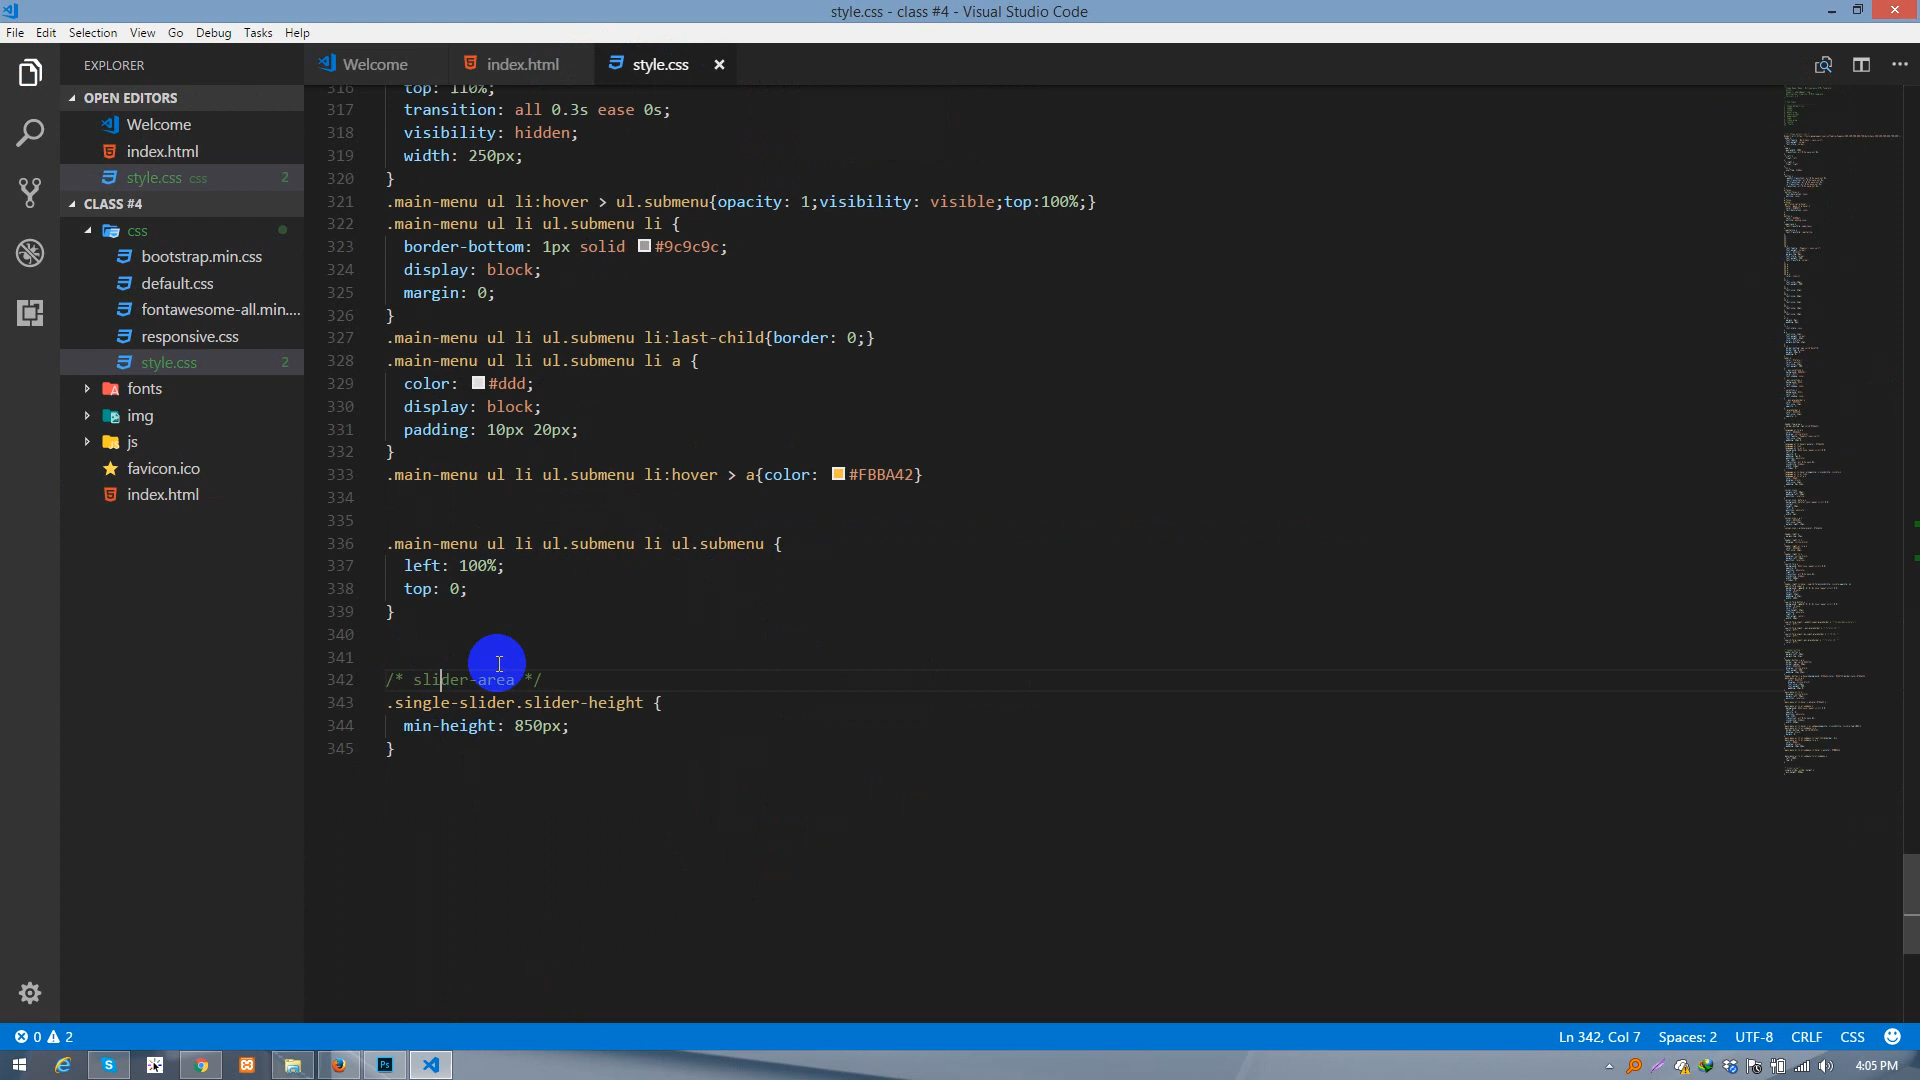 style.css - class #4 - Visual Studio Code
File Edit Selection View Go Debug Tasks Help
EXPLORER
Welcome index.html style.css
OPEN EDITORS
Welcome
index.html
style.css css 2
CLASS #4
css
bootstrap.min.css
default.css
fontawesome-all.min....
responsive.css
style.css 2
fonts
img
js
favicon.ico
index.html
316 top: 110%;
317 transition: all 0.3s ease 0s;
318 visibility: hidden;
319 width: 250px;
320 }
321 .main-menu ul li:hover > ul.submenu{opacity: 1;visibility: visible;top:100%;}
322 .main-menu ul li ul.submenu li {
323 border-bottom: 1px solid #9c9c9c;
324 display: block;
325 margin: 0;
326 }
327 .main-menu ul li ul.submenu li:last-child{border: 0;}
328 .main-menu ul li ul.submenu li a {
329 color: #ddd;
330 display: block;
331 padding: 10px 20px;
332 }
333 .main-menu ul li ul.submenu li:hover > a{color: #FBBA42}
334
335
336 .main-menu ul li ul.submenu li ul.submenu {
337 left: 100%;
338 top: 0;
339 }
340
341
342 /* slider-area */
343 .single-slider.slider-height {
344 min-height: 850px;
345 }
0 2
Ln 342, Col 7 Spaces: 2 UTF-8 CRLF CSS
4:05 PM